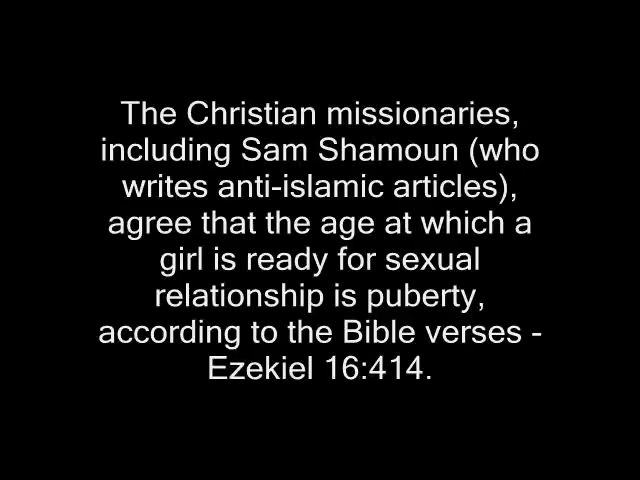 The Christian missionaries,
including Sam Shamoun (who
writes anti-islamic articles),
agree that the age at which a
girl is ready for sexual
relationship is puberty,
according to the Bible verses -
Ezekiel 16:414.